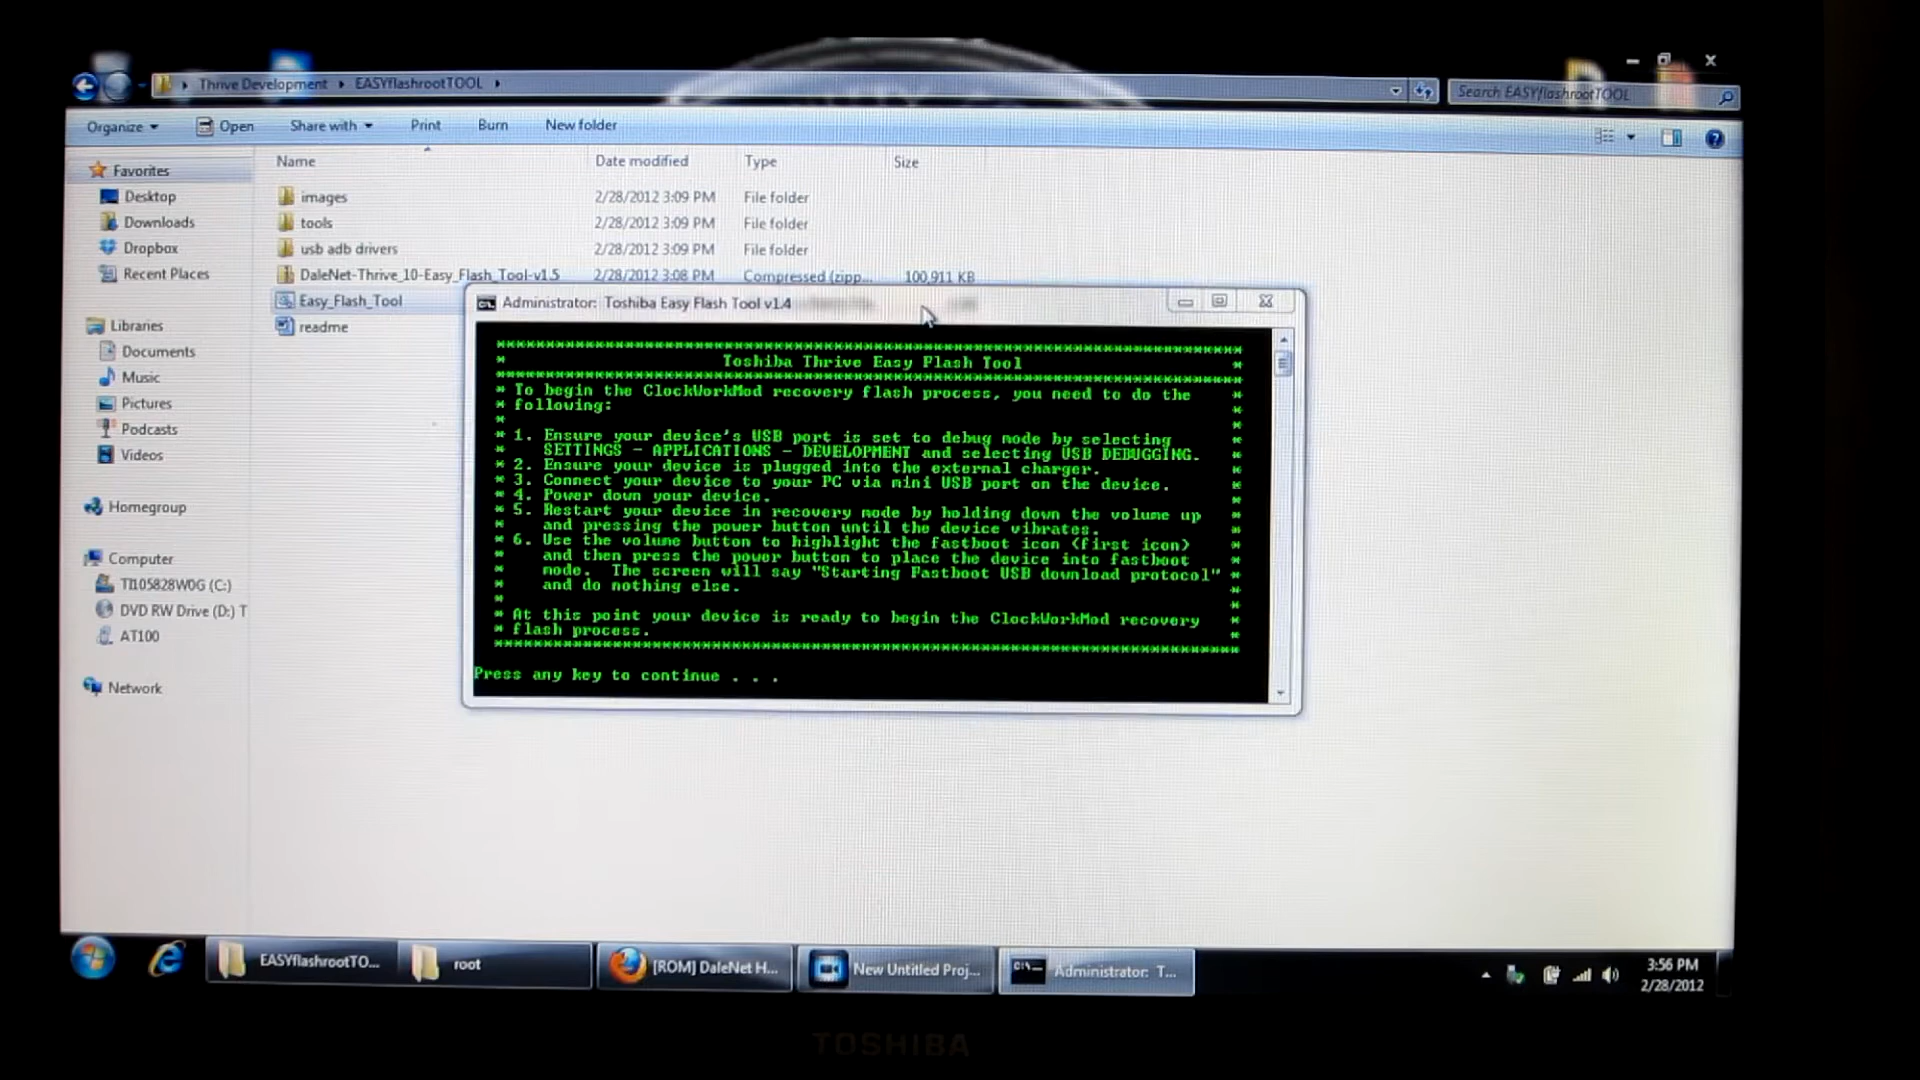 Thrive Development EASYflashrootTOOL
Search EASYflashrootTOOL
Organize Open Share with Print Burn New folder
Name Date modified Type Size
Favorites
Desktop
Downloads
Dropbox
Recent Places
Libraries
Documents
Music
Pictures
Podcasts
Videos
Homegroup
Computer
TI105828W0G (C:)
DVD RW Drive (D:) T
AT100
Network
images 2/28/2012 3:09 PM File folder
tools 2/28/2012 3:09 PM File folder
usb adb drivers 2/28/2012 3:09 PM File folder
DaleNet-Thrive_10-Easy_Flash_Tool-v1.5 2/28/2012 3:08 PM Compressed (zipp... 100,911 KB
Easy_Flash_Tool
readme
Administrator: Toshiba Easy Flash Tool v1.4
Toshiba Thrive Easy Flash Tool
* To begin the ClockWorkMod recovery flash process, you need to do the *
* following: *
* 1. Ensure your device's USB port is set to debug mode by selecting *
* SETTINGS - APPLICATIONS - DEVELOPMENT and selecting USB DEBUGGING. *
* 2. Ensure your device is plugged into the external charger. *
* 3. Connect your device to your PC via mini USB port on the device. *
* 4. Power down your device. *
* 5. Restart your device in recovery mode by holding down the volume up *
* and pressing the power button until the device vibrates. *
* 6. Use the volume button to highlight the fastboot icon (first icon) *
* and then press the power button to place the device into fastboot *
* mode. The screen will say "Starting Fastboot USB download protocol" *
* and do nothing else. *
* At this point your device is ready to begin the ClockWorkMod recovery *
* flash process. *
Press any key to continue . . .
EASYflashrootTO... root [ROM] DaleNet H... New Untitled Proj... Administrator: T...
3:56 PM
2/28/2012
TOSHIBA